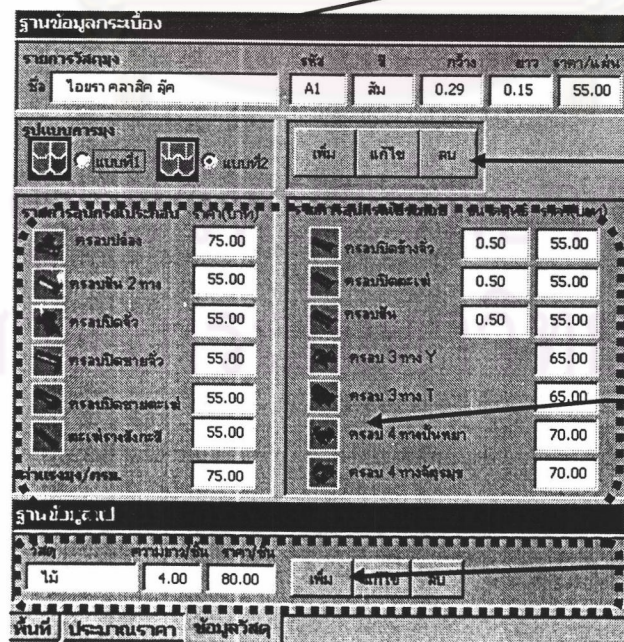 ฐานข้อมูลกระเบื้อง
รายการวัสดุมุง รหัส สี กว้าง ยาว ราคา/แผ่น
ชื่อ ไอยรา คลาสิค ลุ๊ค A1 ส้ม 0.29 0.15 55.00
รูปแบบการมุง
แบบที่1 แบบที่2 เพิ่ม แก้ไข ลบ
ราคา(บาท)
ครอบปล่อง 75.00
ครอบชัน 2 ทาง 55.00
ครอบปิดจั่ว 55.00
ครอบปิดชายจั่ว 55.00
ครอบปิดชายตะเข่ 55.00
ตะเข่รางสังกะสี 55.00
ค่าแรงมุง/ตรม. 75.00
ครอบปิดข้างจั่ว 0.50 55.00
ครอบปิดตะเข่ 0.50 55.00
ครอบชัน 0.50 55.00
ครอบ 3 ทาง Y 65.00
ครอบ 3 ทาง T 65.00
ครอบ 4 ทางปั้นหยา 70.00
ครอบ 4 ทางจัตุรมุข 70.00
ฐานข้อมูลแป
วัสดุ ความยาว/ชิ้น ราคา/ชิ้น
ไม้ 4.00 80.00 เพิ่ม แก้ไข ลบ
พื้นที่ ประมาณราคา ข้อมูลวัสดุ